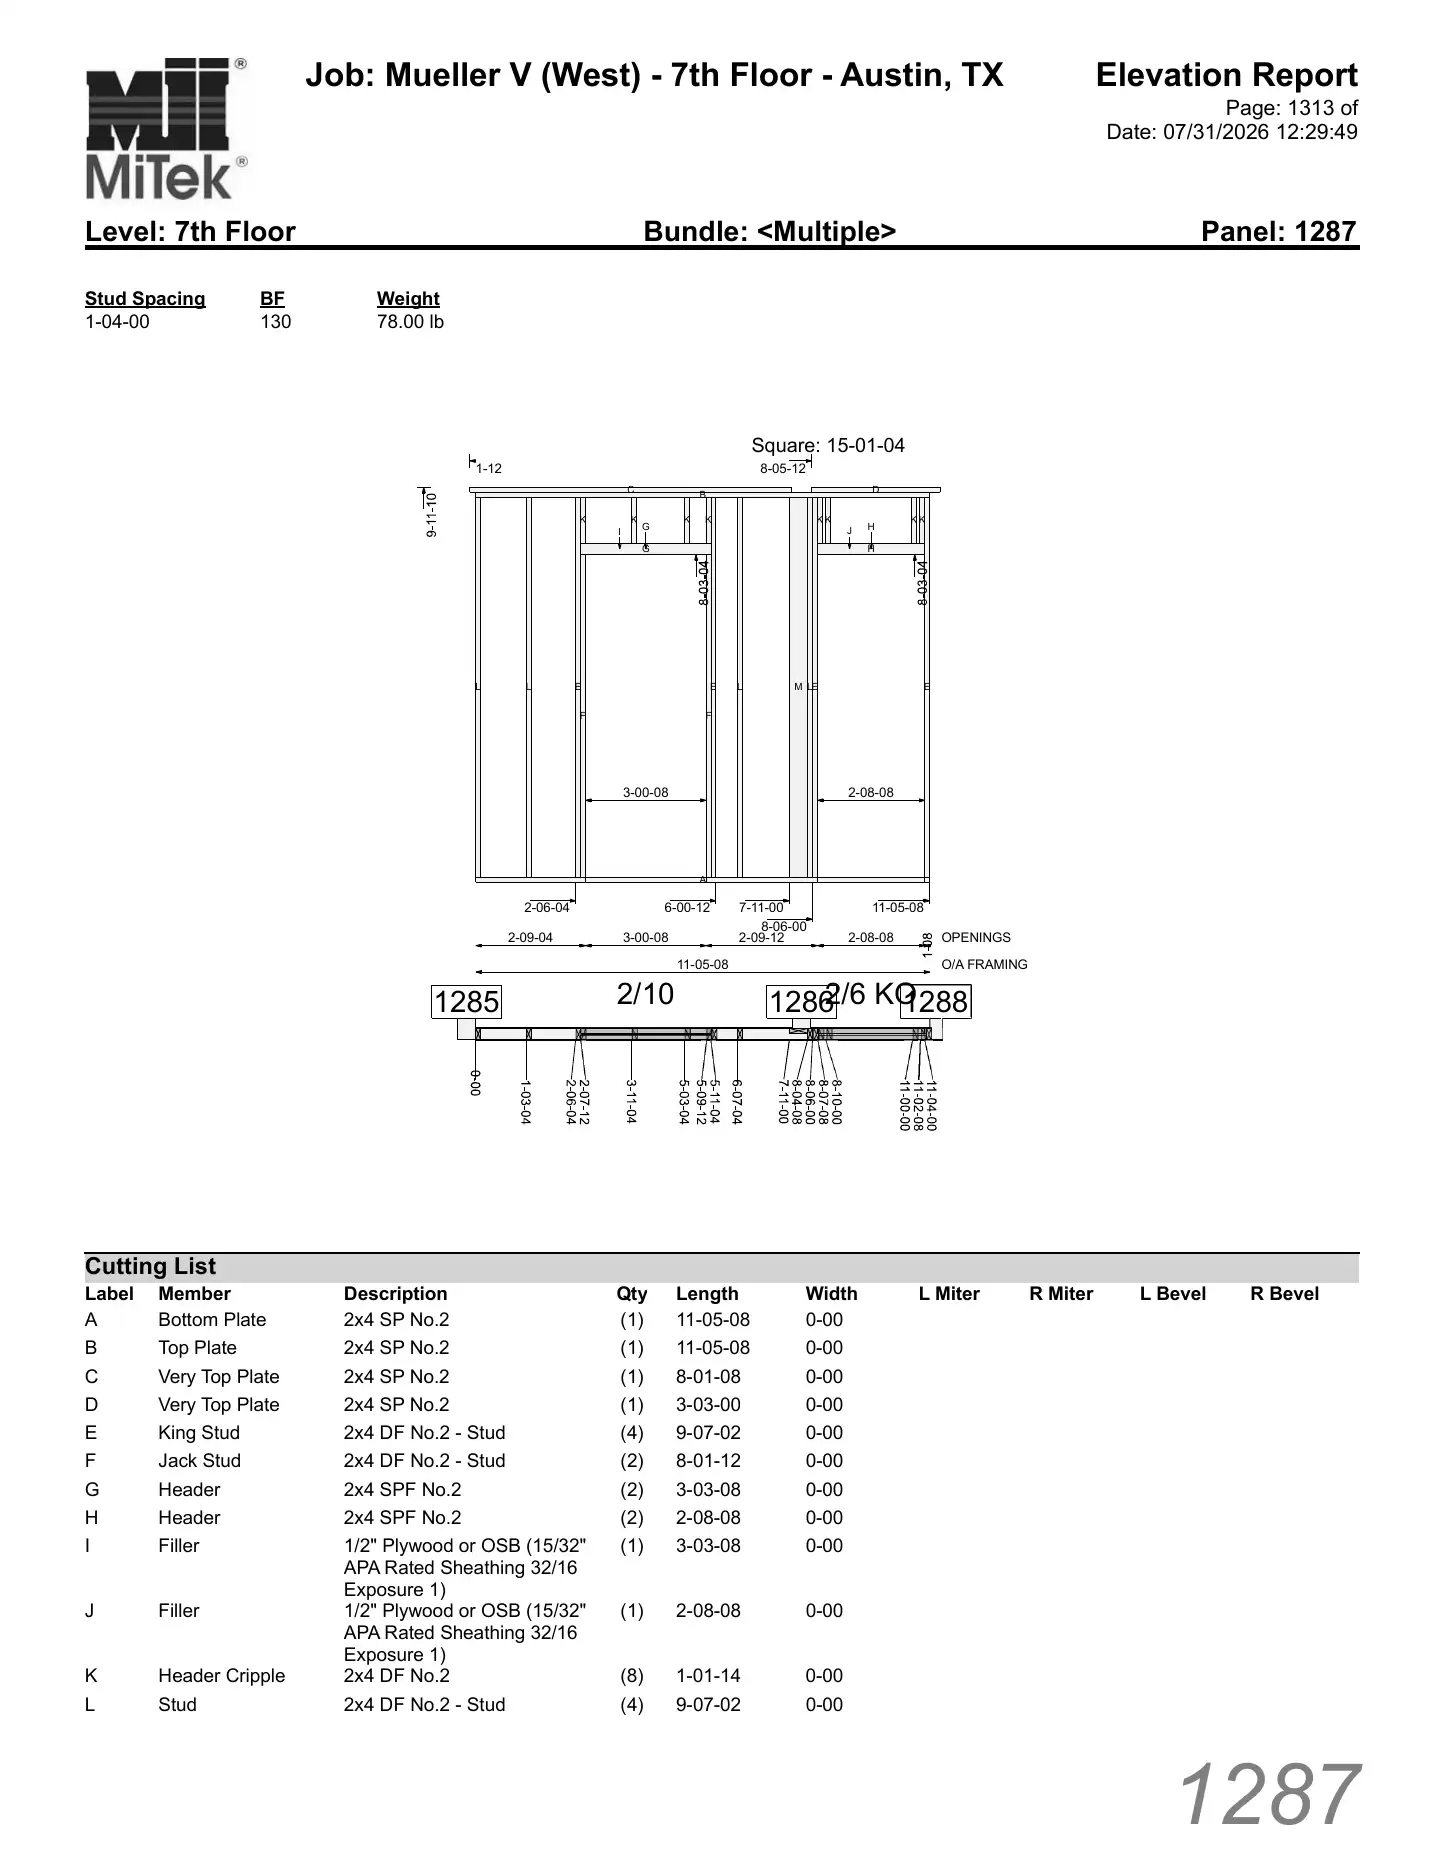 Job: Mueller V (West) - 7th Floor - Austin, TX
Elevation Report
Page: 1313 of
Date: 07/31/2026 12:29:49
MiTek®
Level: 7th Floor Bundle: <Multiple> Panel: 1287
Stud Spacing BF Weight
1-04-00 130 78.00 lb
Square: 15-01-04
1-12 8-05-12
9-11-10
C B D
K K K K K K K K
I G J H
G H
8-03-04 8-03-04
L L E E L M L E E
F F
3-00-08 2-08-08
A
2-06-04 6-00-12 7-11-00 11-05-08
8-06-00
2-09-04 3-00-08 2-09-12 2-08-08 1-08 OPENINGS
11-05-08 O/A FRAMING
1285 2/10 1286 2/6 KO 1288
0-00 1-03-04 2-06-04 2-07-12 3-11-04 5-03-04 5-09-12 5-11-04 6-07-04 7-11-00 8-04-08 8-06-00 8-07-08 8-10-00 11-00-00 11-02-08 11-04-00
Cutting List
Label Member Description Qty Length Width L Miter R Miter L Bevel R Bevel
A Bottom Plate 2x4 SP No.2 (1) 11-05-08 0-00
B Top Plate 2x4 SP No.2 (1) 11-05-08 0-00
C Very Top Plate 2x4 SP No.2 (1) 8-01-08 0-00
D Very Top Plate 2x4 SP No.2 (1) 3-03-00 0-00
E King Stud 2x4 DF No.2 - Stud (4) 9-07-02 0-00
F Jack Stud 2x4 DF No.2 - Stud (2) 8-01-12 0-00
G Header 2x4 SPF No.2 (2) 3-03-08 0-00
H Header 2x4 SPF No.2 (2) 2-08-08 0-00
I Filler 1/2" Plywood or OSB (15/32" (1) 3-03-08 0-00
APA Rated Sheathing 32/16
Exposure 1)
J Filler 1/2" Plywood or OSB (15/32" (1) 2-08-08 0-00
APA Rated Sheathing 32/16
Exposure 1)
K Header Cripple 2x4 DF No.2 (8) 1-01-14 0-00
L Stud 2x4 DF No.2 - Stud (4) 9-07-02 0-00
1287